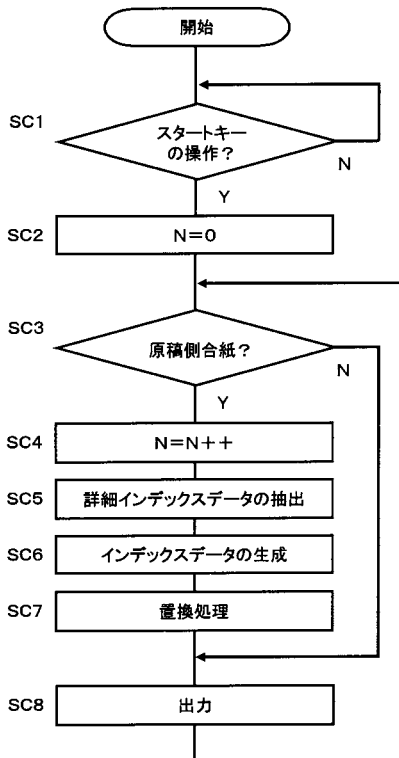 開始
SC1
スタートキー
の操作?
N
Y
SC2
N=0
SC3
原稿側合紙?
N
Y
SC4
N=N++
SC5
詳細インデックスデータの抽出
SC6
インデックスデータの生成
SC7
置換処理
SC8
出力